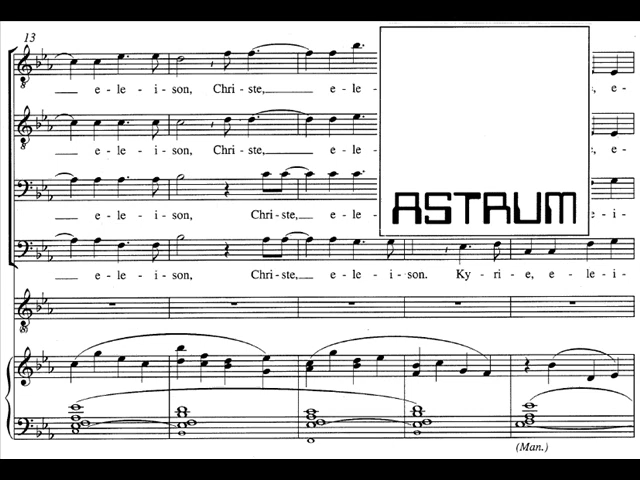 13
e - le - i - son, Chri - ste, e - le - , e -
e - le - i - son, Chri - ste, e - le - , e -
e - le - i - son, Chri - ste, e - le - e - i -
e - le - i - son, Chri - ste, e - le - i - son. Ky - ri - e, e - le - i -
(Man.)
ASTRUM